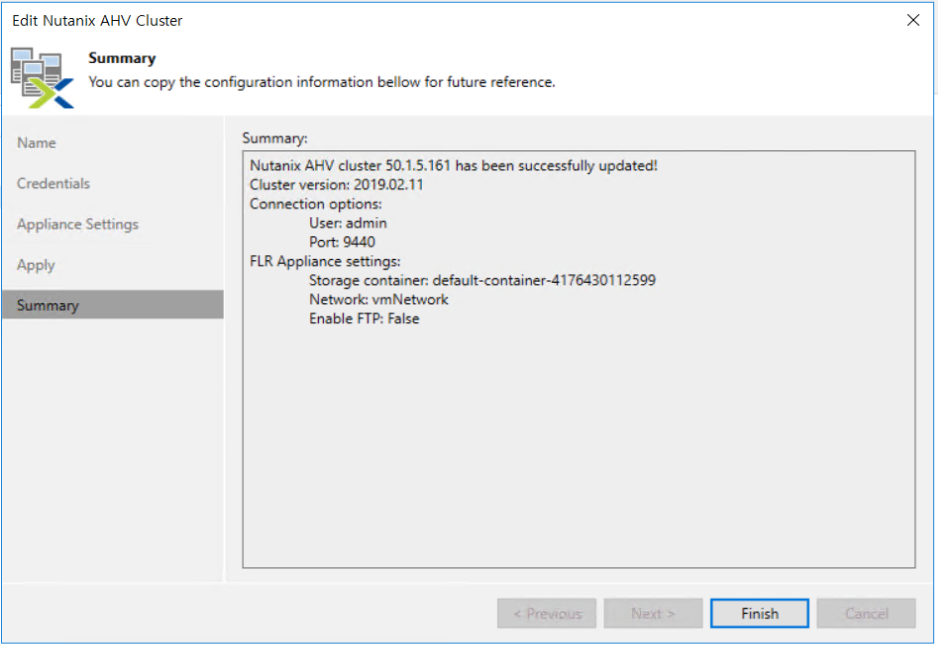 Edit Nutanix AHV Cluster
Summary
You can copy the configuration information bellow for future reference.
Name
Credentials
Appliance Settings
Apply
Summary
Summary:
Nutanix AHV cluster 50.1.5.161 has been successfully updated!
Cluster version: 2019.02.11
Connection options:
User: admin
Port: 9440
FLR Appliance settings:
Storage container: default-container-4176430112599
Network: vmNetwork
Enable FTP: False
< Previous
Next >
Finish
Cancel